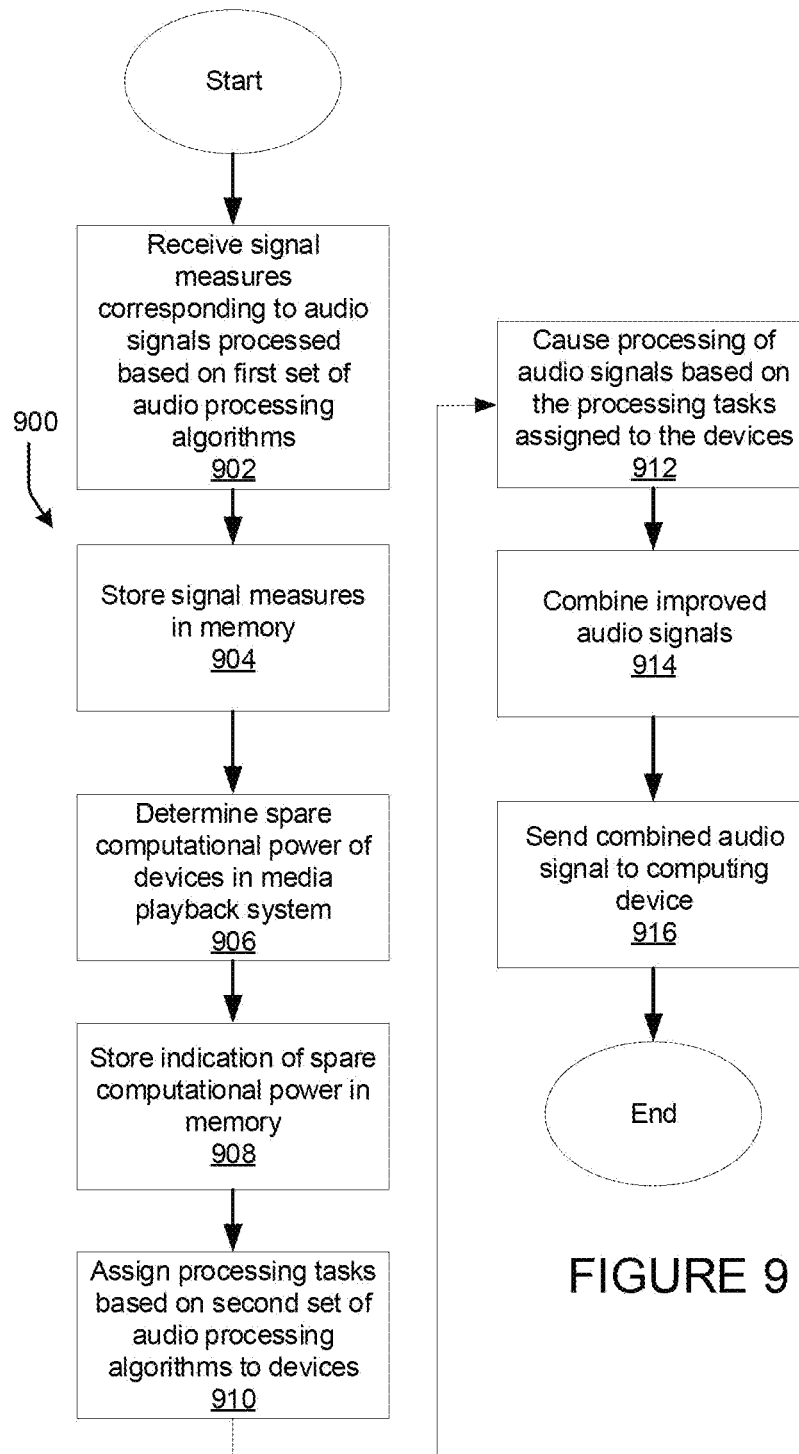 Start
Receive signal
measures
corresponding to audio
signals processed
based on first set of
audio processing
algorithms
902
900
Store signal measures
in memory
904
Determine spare
computational power of
devices in media
playback system
906
Store indication of spare
computational power in
memory
908
Assign processing tasks
based on second set of
audio processing
algorithms to devices
910
Cause processing of
audio signals based on
the processing tasks
assigned to the devices
912
Combine improved
audio signals
914
Send combined audio
signal to computing
device
916
End
FIGURE 9